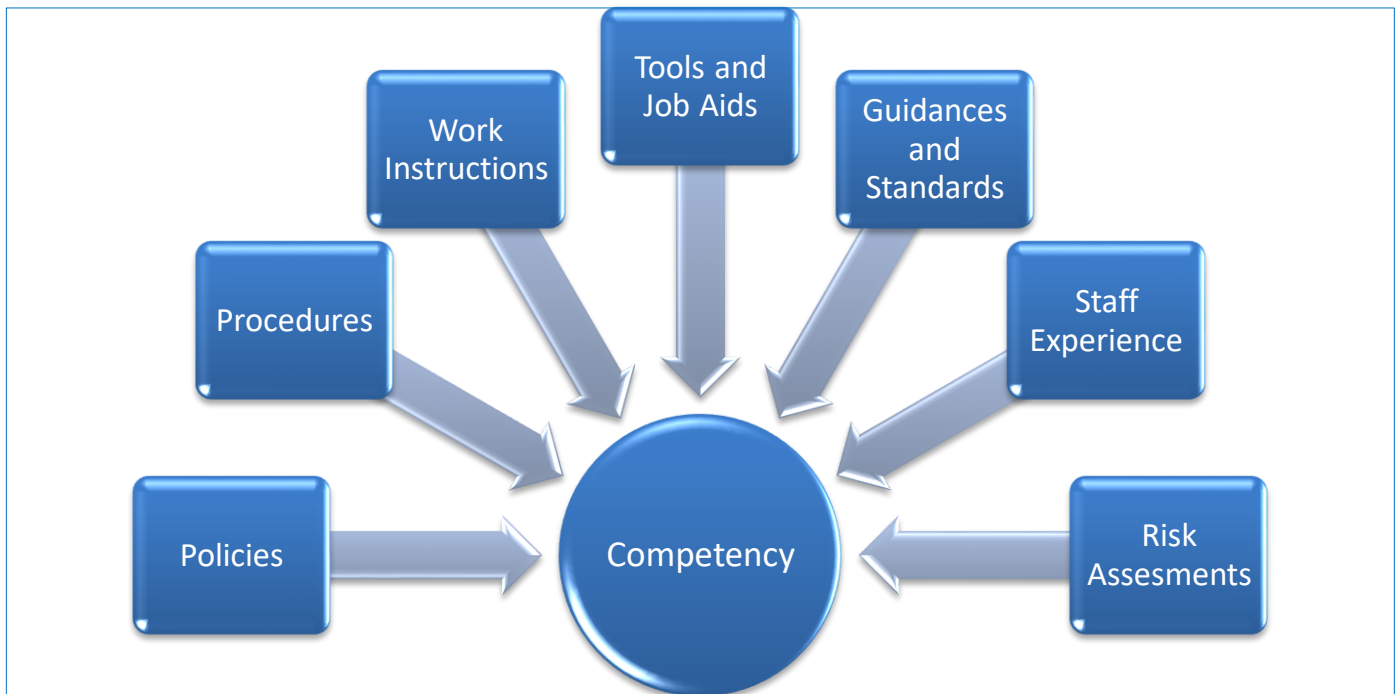 Tools and
Job Aids
Work
Instructions
Guidances
and
Standards
Procedures
Staff
Experience
Policies
Competency
Risk
Assesments